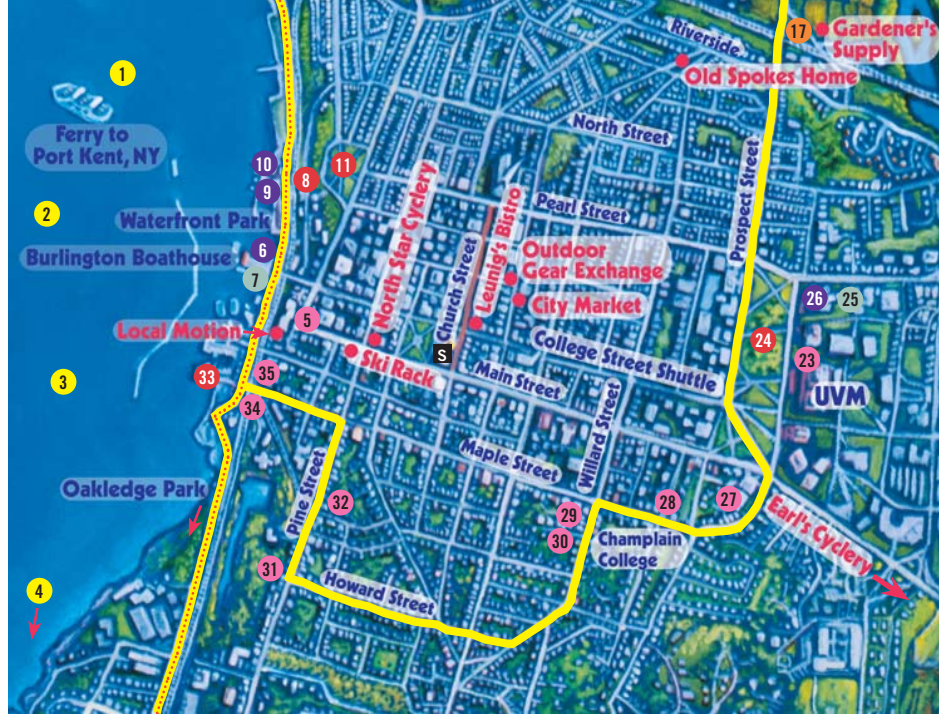 17
Gardener's
Supply
Riverside
Old Spokes Home
1
Ferry to
Port Kent, NY
North Street
Prospect Street
10
8
11
9
2
Waterfront Park
North Star Cyclery
Pearl Street
Burlington Boathouse
6
7
Church Street
Leunig's Bistro
Outdoor
Gear Exchange
City Market
26
25
Local Motion
5
S
Ski Rack
College Street Shuttle
24
23
3
33
35
34
Main Street
Willard Street
UVM
Maple Street
Oakledge Park
Pine Street
32
29
28
27
30
Champlain
College
Earl's Cyclery
31
4
Howard Street